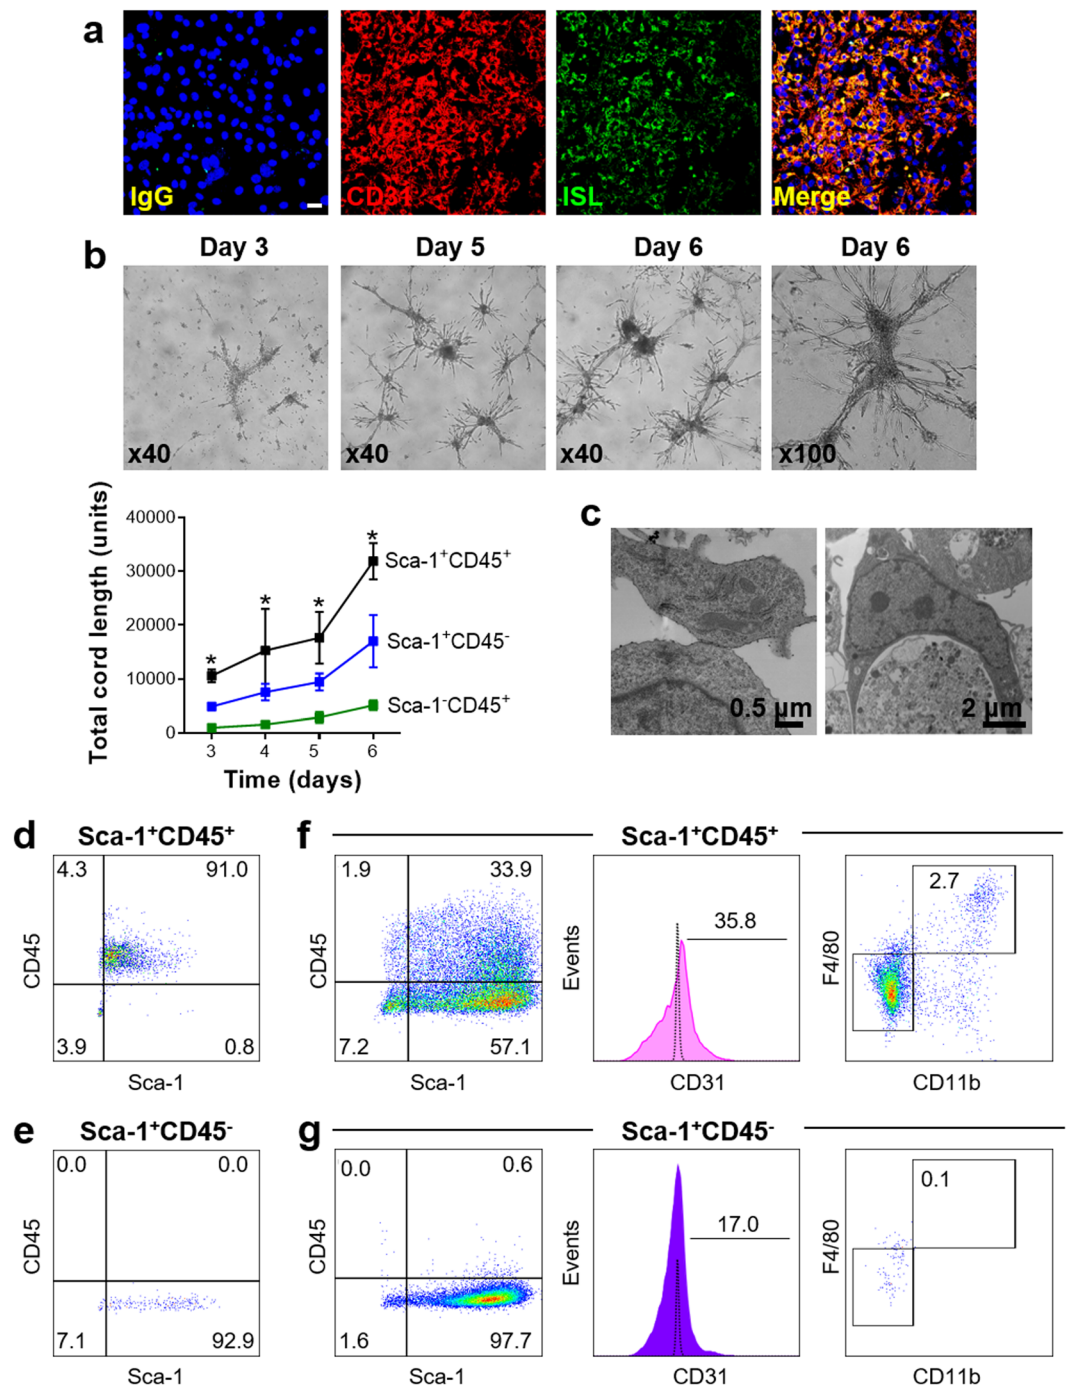 a
IgG
CD31
ISL
Merge
b
Day 3
Day 5
Day 6
Day 6
x40
x40
x40
x100
Total cord length (units)
40000
30000
20000
10000
0
*
*
*
*
Sca-1⁺CD45⁺
Sca-1⁺CD45⁻
Sca-1⁻CD45⁺
3
4
5
6
Time (days)
c
0.5 µm
2 µm
d
Sca-1⁺CD45⁺
4.3
91.0
3.9
0.8
CD45
Sca-1
f
Sca-1⁺CD45⁺
1.9
33.9
7.2
57.1
CD45
Sca-1
35.8
Events
CD31
2.7
F4/80
CD11b
e
Sca-1⁺CD45⁻
0.0
0.0
7.1
92.9
CD45
Sca-1
g
Sca-1⁺CD45⁻
0.0
0.6
1.6
97.7
CD45
Sca-1
17.0
Events
CD31
0.1
F4/80
CD11b